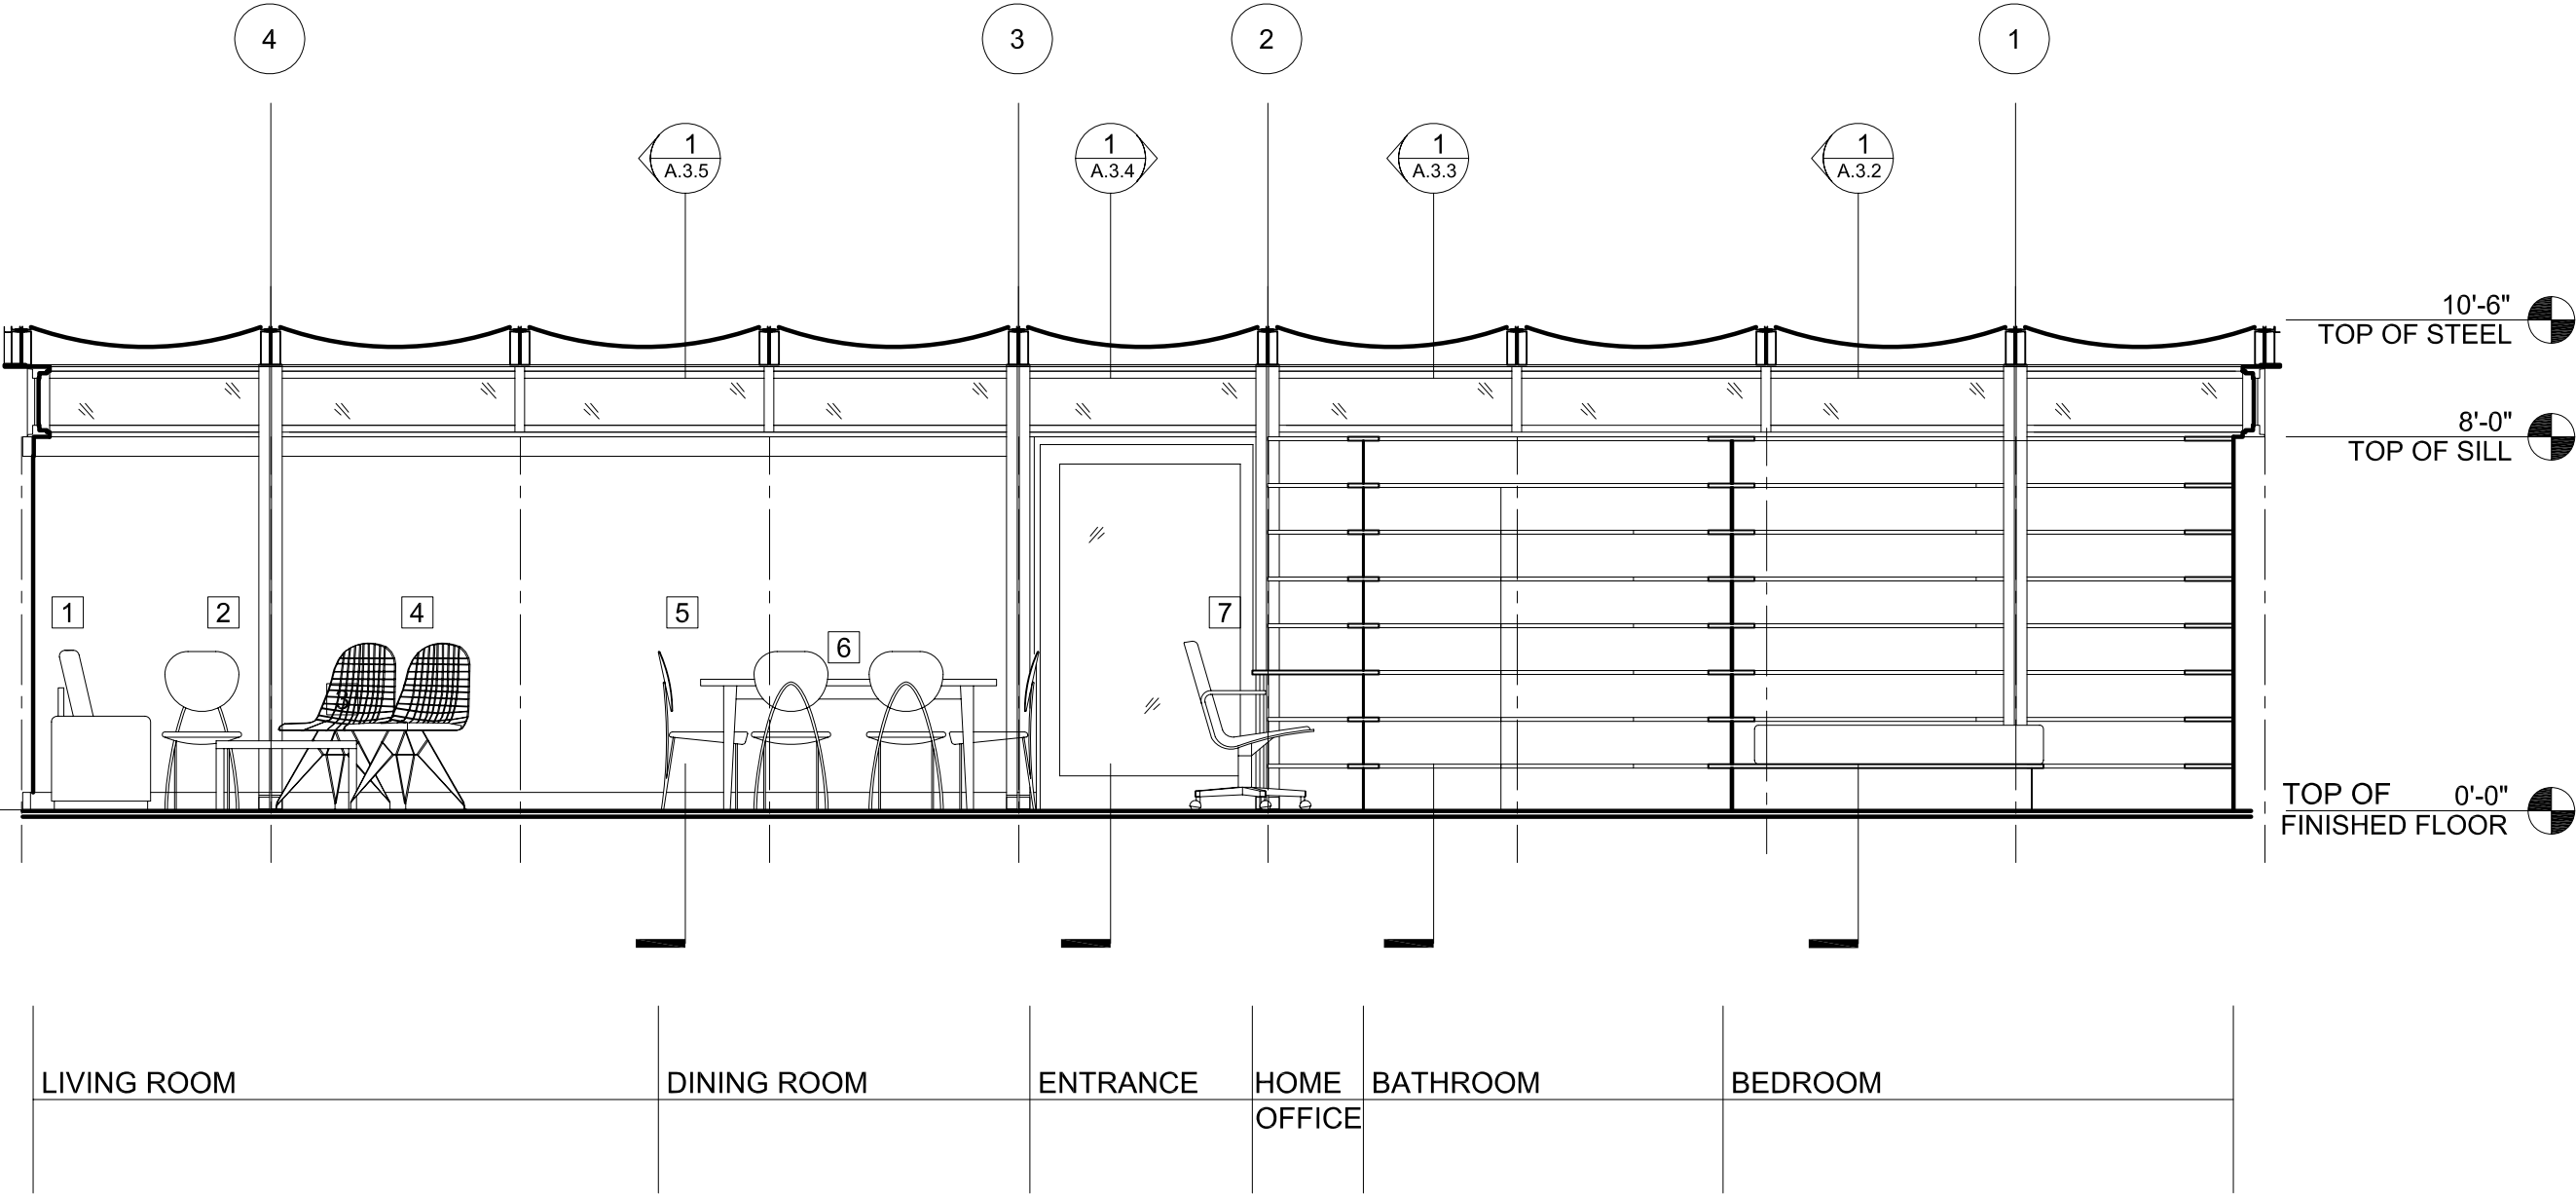 4
3
2
1
1
A.3.5
1
A.3.4
1
A.3.3
1
A.3.2
10'-6"
TOP OF STEEL
8'-0"
TOP OF SILL
1
2
4
5
6
7
3
TOP OF 0'-0"
FINISHED FLOOR
LIVING ROOM
DINING ROOM
ENTRANCE
HOME
OFFICE
BATHROOM
BEDROOM